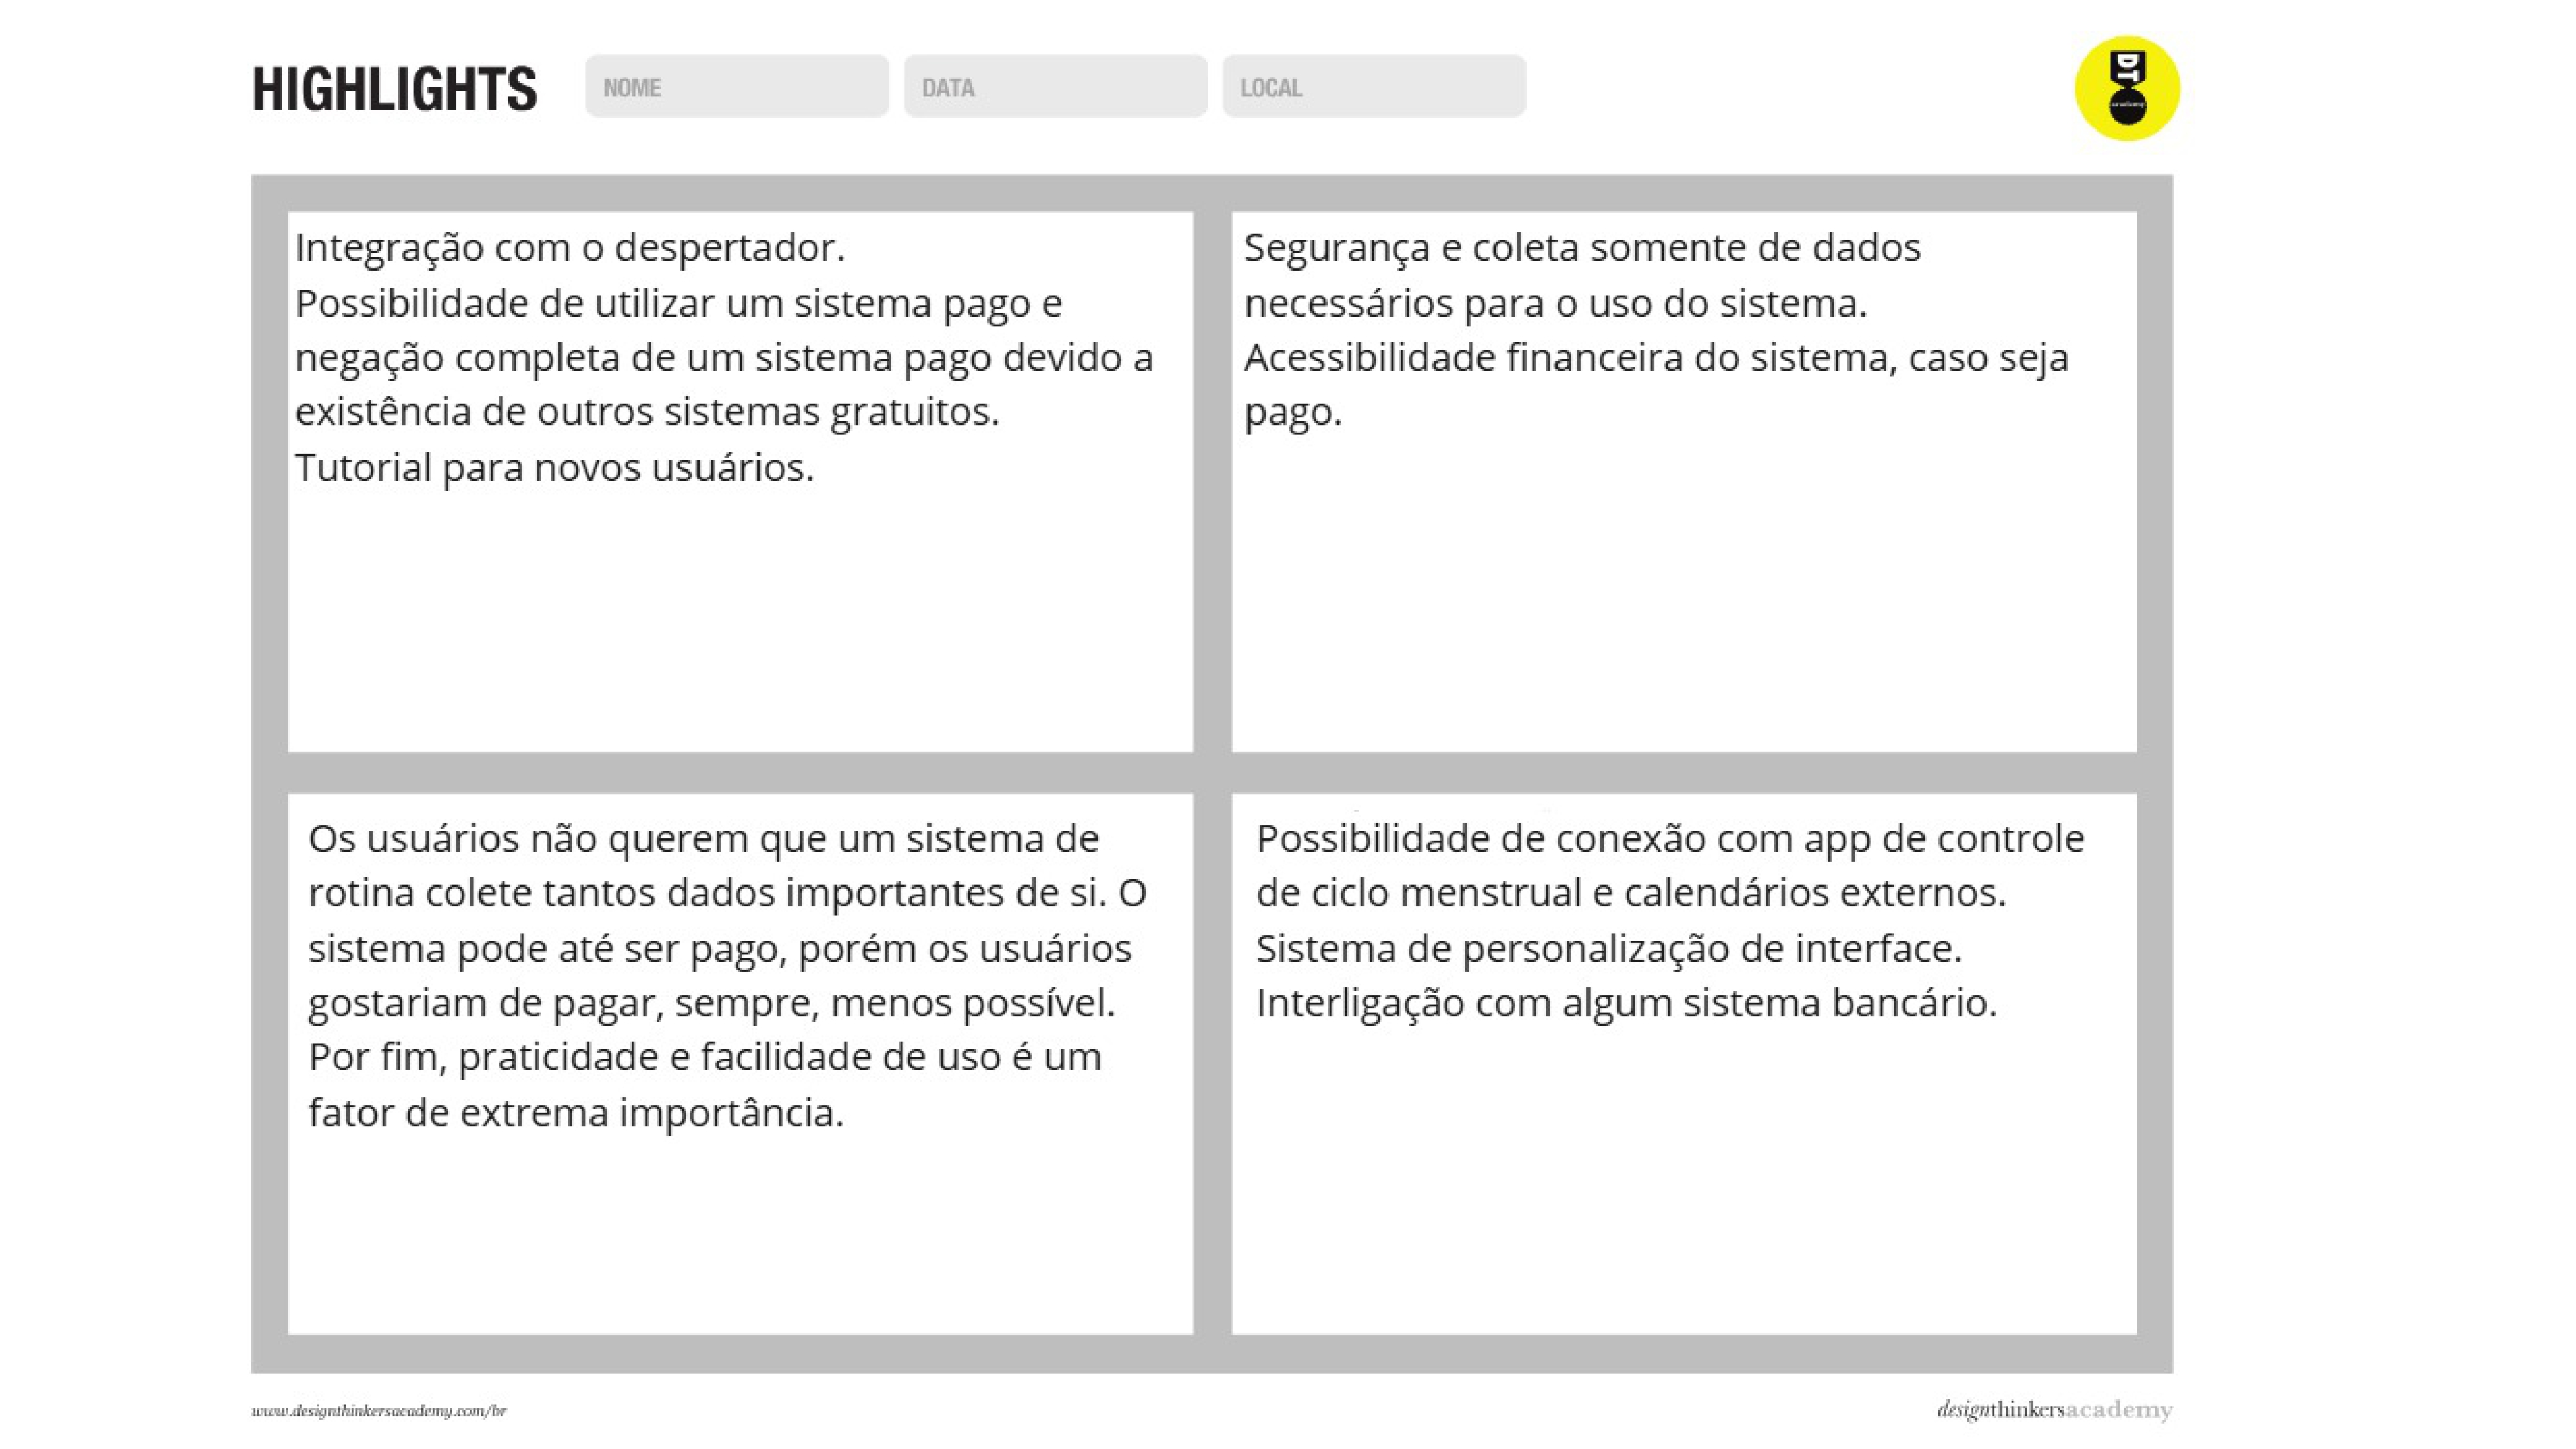 HIGHLIGHTS
NOME
DATA
LOCAL
DT
academy
Integração com o despertador.
Possibilidade de utilizar um sistema pago e
negação completa de um sistema pago devido a
existência de outros sistemas gratuitos.
Tutorial para novos usuários.
Segurança e coleta somente de dados
necessários para o uso do sistema.
Acessibilidade financeira do sistema, caso seja
pago.
Os usuários não querem que um sistema de
rotina colete tantos dados importantes de si. O
sistema pode até ser pago, porém os usuários
gostariam de pagar, sempre, menos possível.
Por fim, praticidade e facilidade de uso é um
fator de extrema importância.
Possibilidade de conexão com app de controle
de ciclo menstrual e calendários externos.
Sistema de personalização de interface.
Interligação com algum sistema bancário.
www.designthinkersacademy.com/br
designthinkersacademy